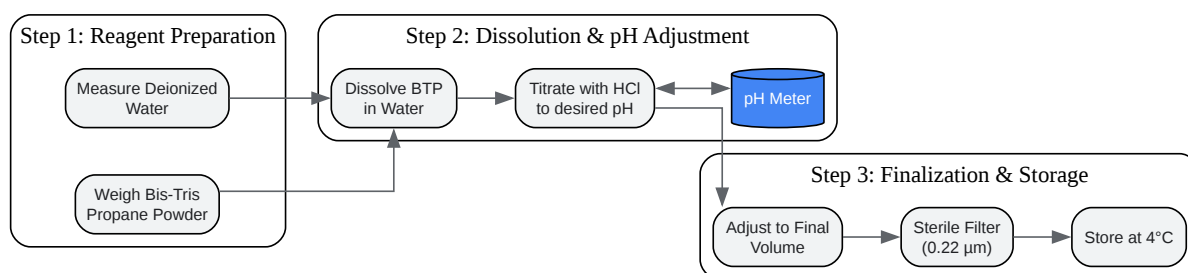 Step 1: Reagent Preparation
Measure Deionized
Water
Weigh Bis-Tris
Propane Powder
Step 2: Dissolution & pH Adjustment
Dissolve BTP
in Water
Titrate with HCl
to desired pH
pH Meter
Step 3: Finalization & Storage
Adjust to Final
Volume
Sterile Filter
(0.22 µm)
Store at 4°C